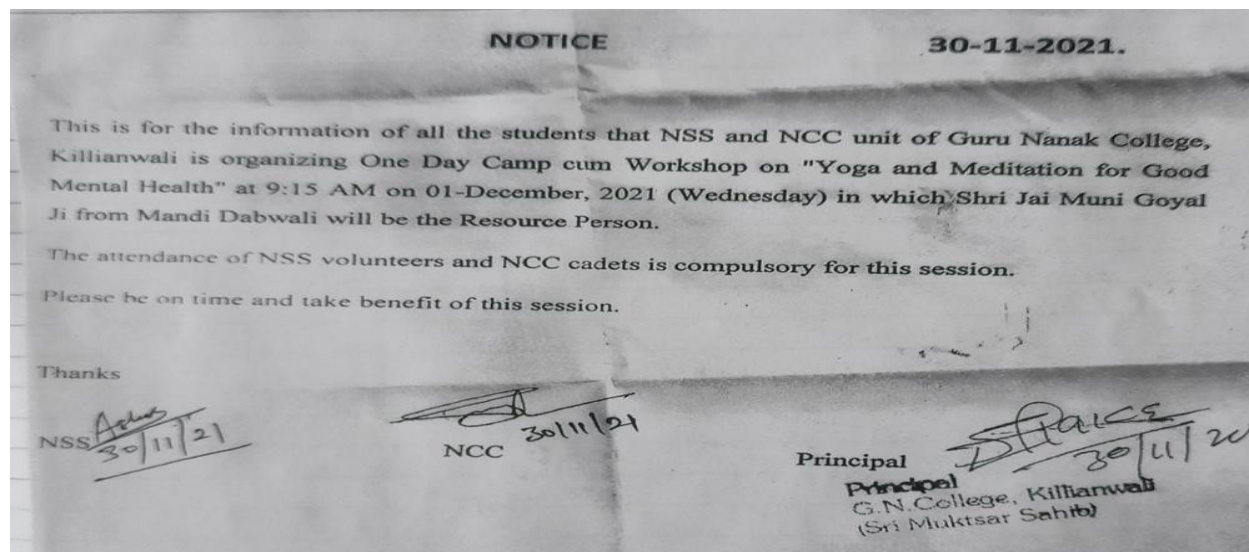 NOTICE 30-11-2021.
This is for the information of all the students that NSS and NCC unit of Guru Nanak College,
Killianwali is organizing One Day Camp cum Workshop on "Yoga and Meditation for Good
Mental Health" at 9:15 AM on 01-December, 2021 (Wednesday) in which Shri Jai Muni Goyal
Ji from Mandi Dabwali will be the Resource Person.
The attendance of NSS volunteers and NCC cadets is compulsory for this session.
Please be on time and take benefit of this session.
Thanks
NSS 30/11/21
NCC 30/11/21
Principal 30/11/20
Principal
G.N.College, Killianwali
(Sri Muktsar Sahib)